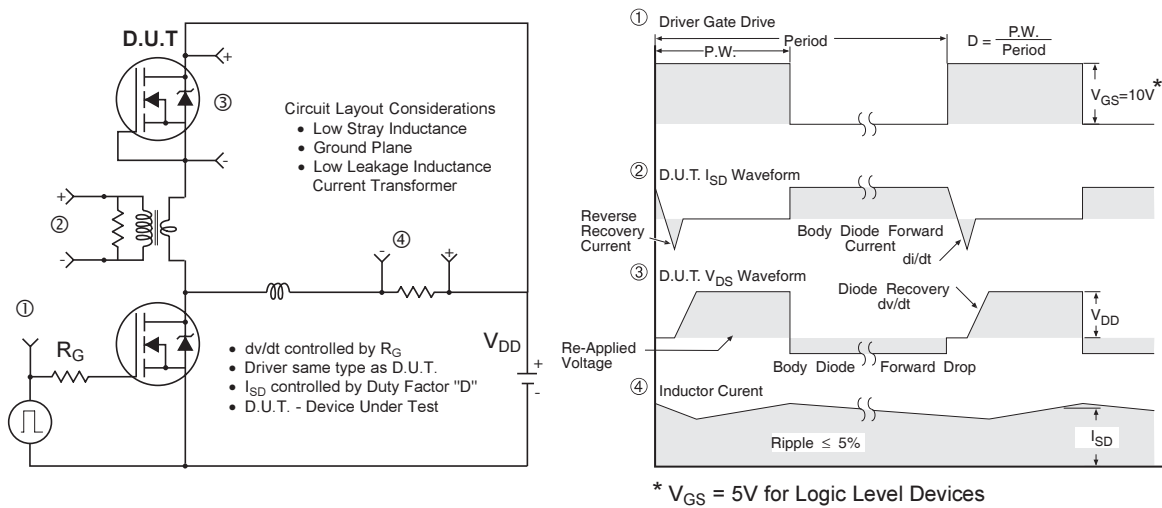 D.U.T
+
③
-
Circuit Layout Considerations
• Low Stray Inductance
• Ground Plane
• Low Leakage Inductance
Current Transformer
+
②
-
④
-
+
①
R_G
• dv/dt controlled by R_G
• Driver same type as D.U.T.
• I_SD controlled by Duty Factor "D"
• D.U.T. - Device Under Test
V_DD
+
-
① Driver Gate Drive
P.W.
Period
D = P.W.
Period
V_GS=10V*
② D.U.T. I_SD Waveform
Reverse
Recovery
Current
Body Diode Forward
Current
di/dt
③ D.U.T. V_DS Waveform
Diode Recovery
dv/dt
V_DD
Re-Applied
Voltage
Body Diode Forward Drop
④ Inductor Curent
Ripple ≤ 5%
I_SD
* V_GS = 5V for Logic Level Devices